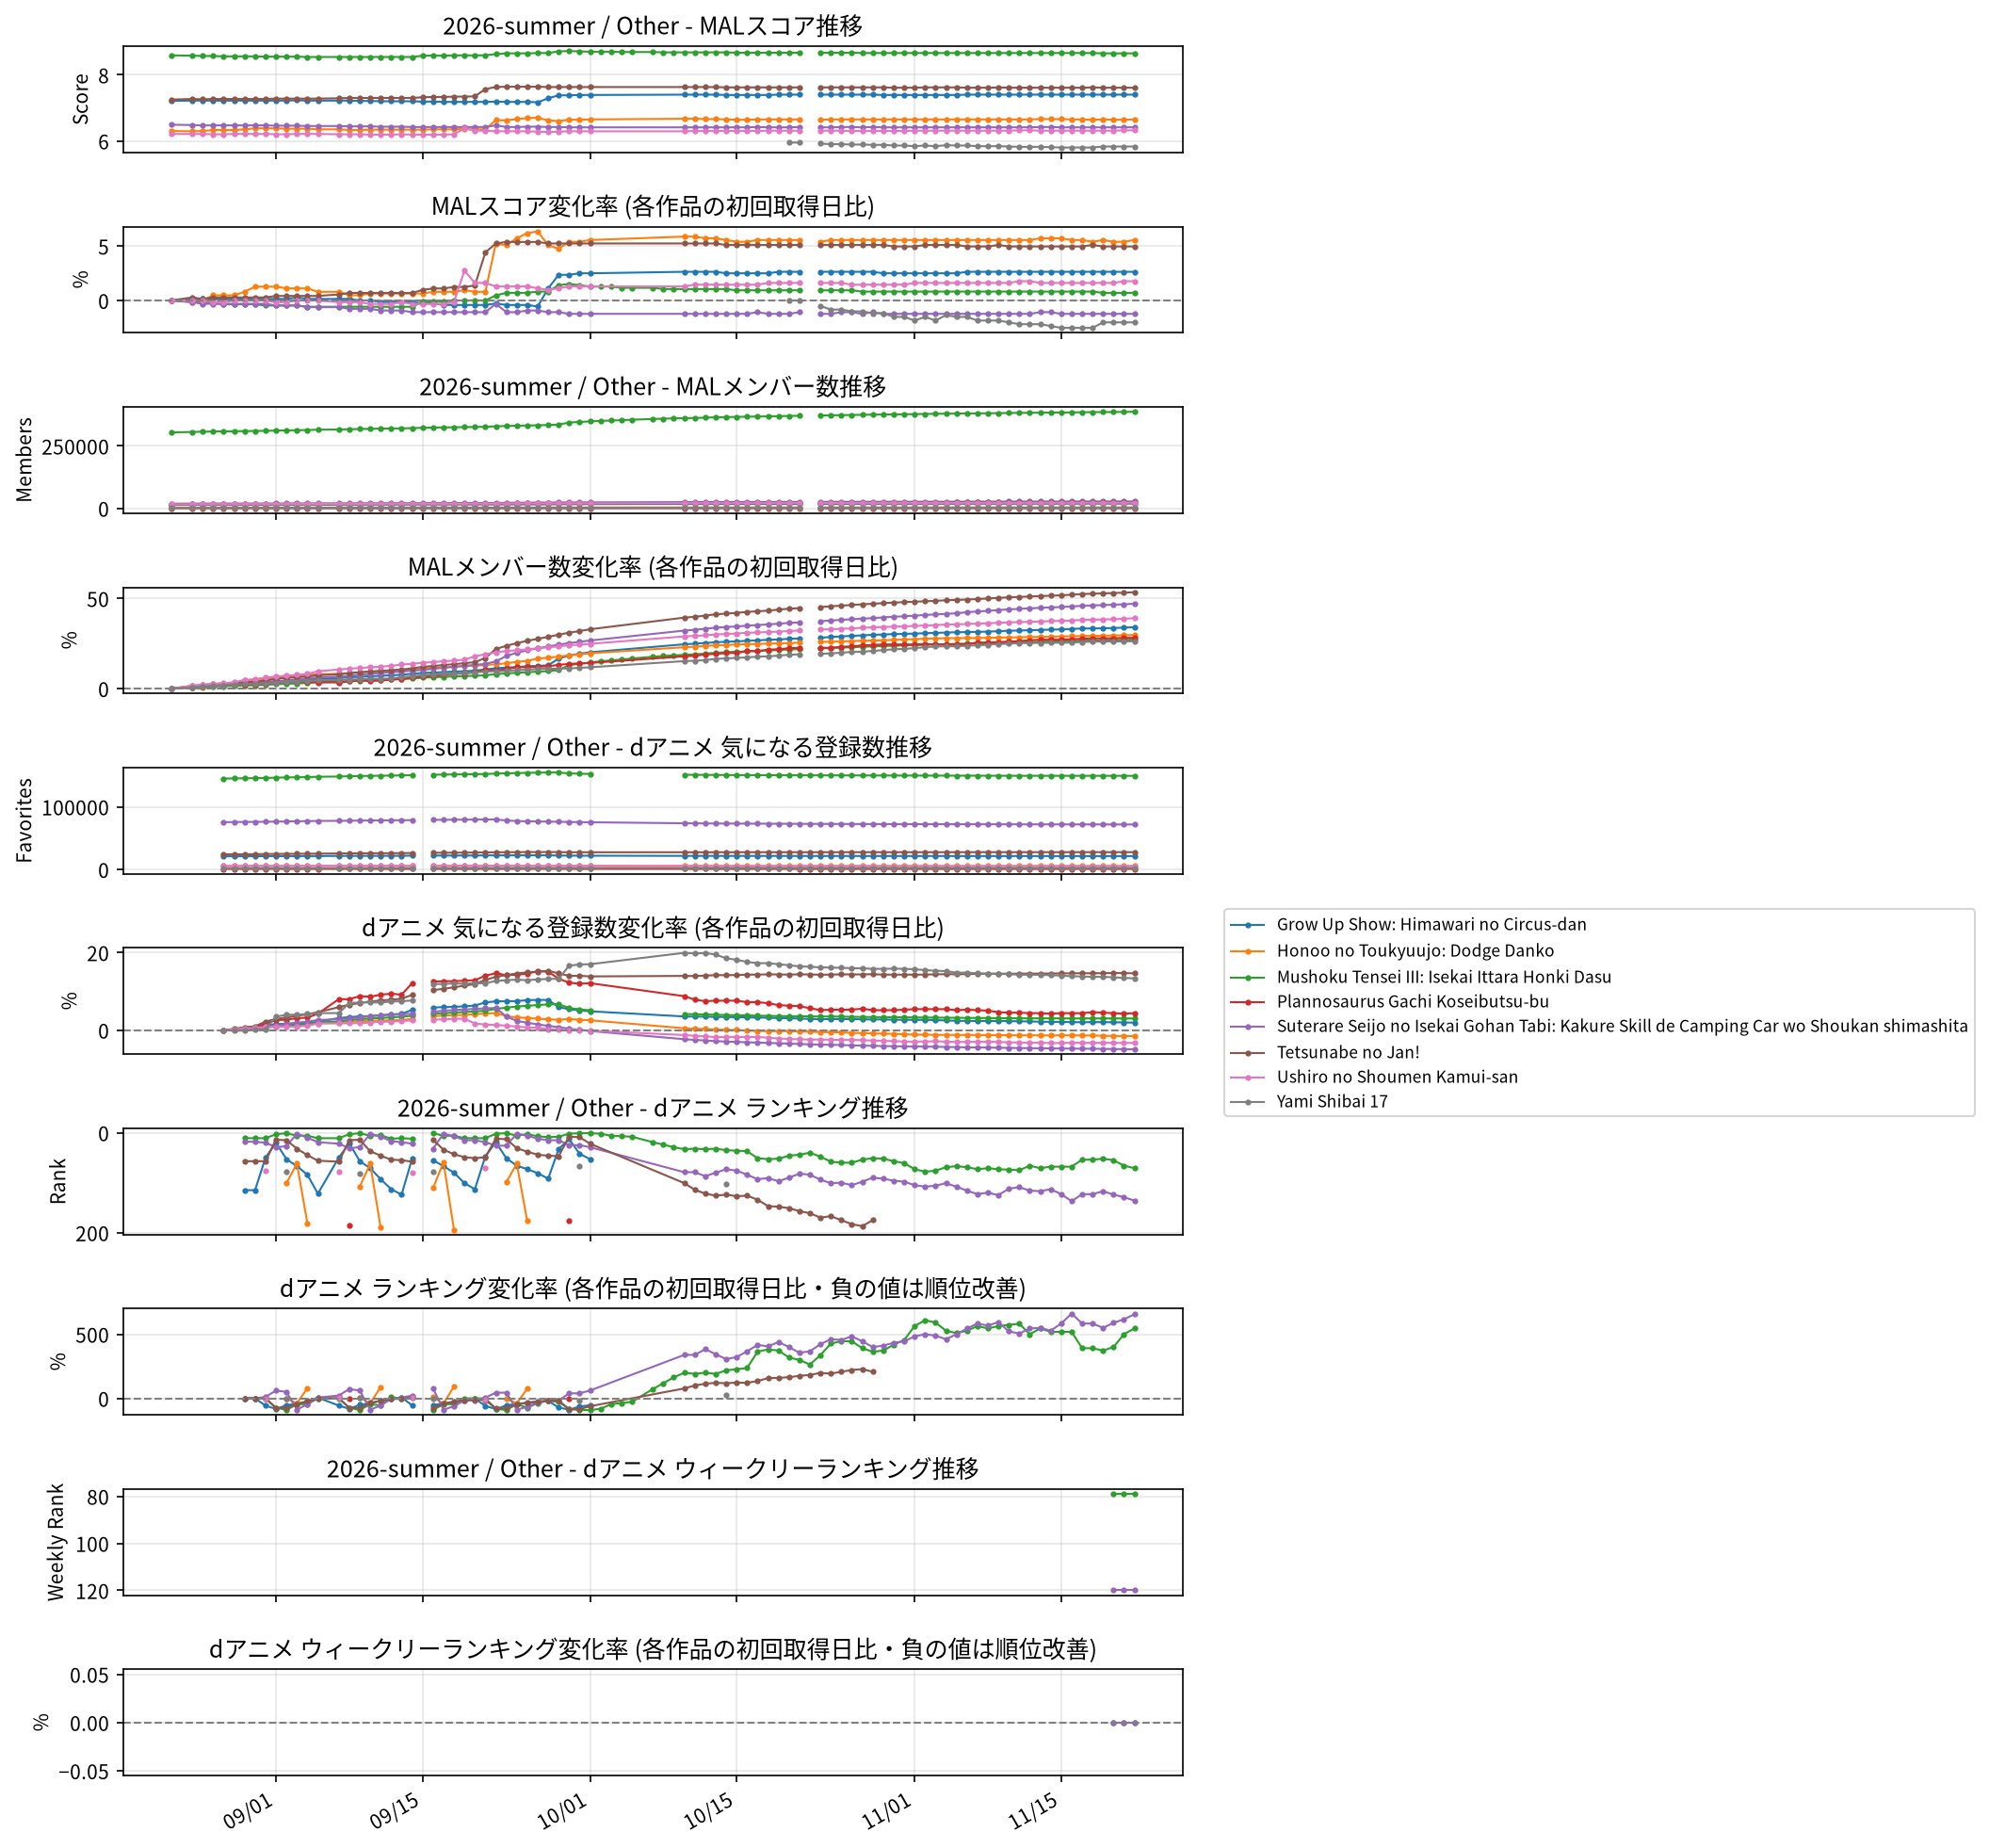 2026-summer / Other - MALスコア推移
Score
8
6
MALスコア変化率 (各作品の初回取得日比)
%
5
0
2026-summer / Other - MALメンバー数推移
Members
250000
0
MALメンバー数変化率 (各作品の初回取得日比)
%
50
0
2026-summer / Other - dアニメ 気になる登録数推移
Favorites
100000
0
dアニメ 気になる登録数変化率 (各作品の初回取得日比)
%
20
0
Grow Up Show: Himawari no Circus-dan
Honoo no Toukyuujo: Dodge Danko
Mushoku Tensei III: Isekai Ittara Honki Dasu
Plannosaurus Gachi Koseibutsu-bu
Suterare Seijo no Isekai Gohan Tabi: Kakure Skill de Camping Car wo Shoukan shimashita
Tetsunabe no Jan!
Ushiro no Shoumen Kamui-san
Yami Shibai 17
2026-summer / Other - dアニメ ランキング推移
Rank
0
200
dアニメ ランキング変化率 (各作品の初回取得日比・負の値は順位改善)
%
500
0
2026-summer / Other - dアニメ ウィークリーランキング推移
Weekly Rank
80
100
120
dアニメ ウィークリーランキング変化率 (各作品の初回取得日比・負の値は順位改善)
%
0.05
0.00
−0.05
09/01
09/15
10/01
10/15
11/01
11/15